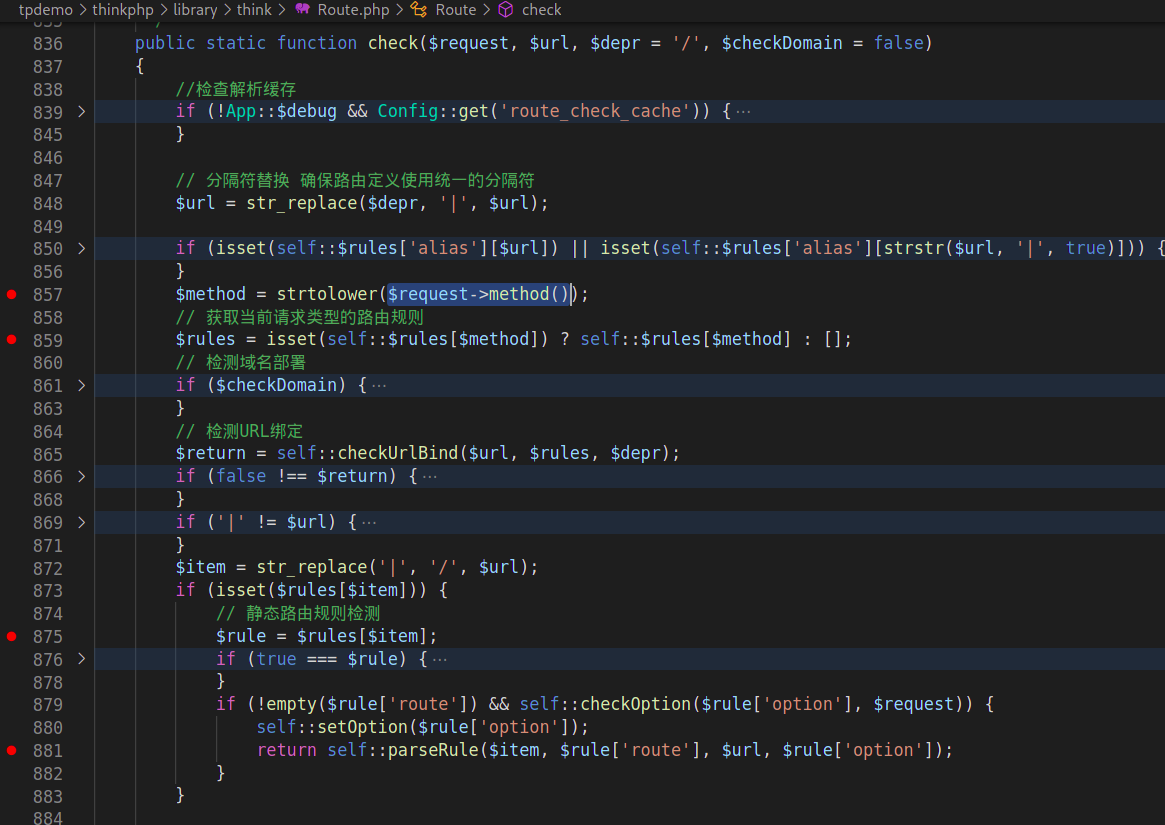 tpdemo > thinkphp > library > think > Route.php > Route > check
835
836 public static function check($request, $url, $depr = '/', $checkDomain = false)
837 {
838 //检查解析缓存
839 > if (!App::$debug && Config::get('route_check_cache')) {···
845 }
846
847 // 分隔符替换 确保路由定义使用统一的分隔符
848 $url = str_replace($depr, '|', $url);
849
850 > if (isset(self::$rules['alias'][$url]) || isset(self::$rules['alias'][strstr($url, '|', true)])) {
856 }
857 $method = strtolower($request->method());
858 // 获取当前请求类型的路由规则
859 $rules = isset(self::$rules[$method]) ? self::$rules[$method] : [];
860 // 检测域名部署
861 > if ($checkDomain) {···
863 }
864 // 检测URL绑定
865 $return = self::checkUrlBind($url, $rules, $depr);
866 > if (false !== $return) {···
868 }
869 > if ('|' != $url) {···
871 }
872 $item = str_replace('|', '/', $url);
873 if (isset($rules[$item])) {
874 // 静态路由规则检测
875 $rule = $rules[$item];
876 > if (true === $rule) {···
878 }
879 if (!empty($rule['route']) && self::checkOption($rule['option'], $request)) {
880 self::setOption($rule['option']);
881 return self::parseRule($item, $rule['route'], $url, $rule['option']);
882 }
883 }
884